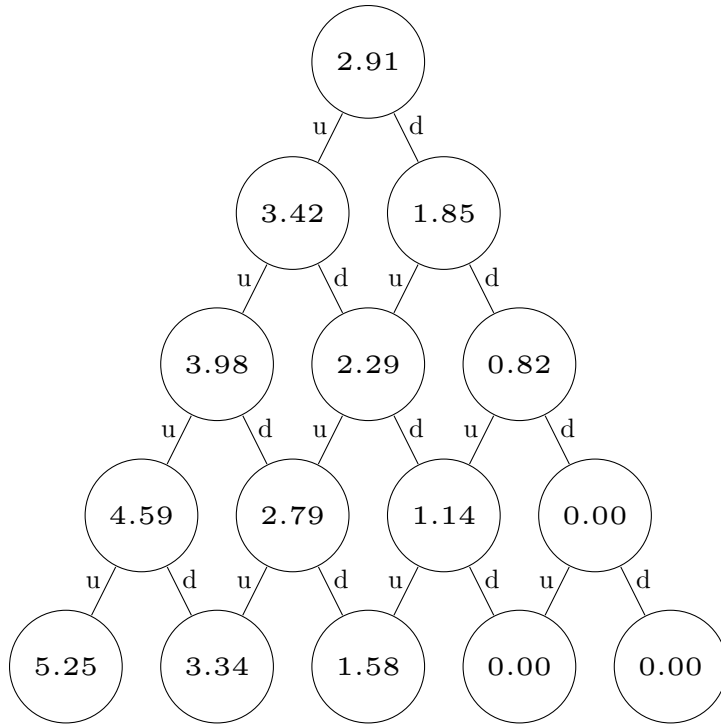 2.91
u d
3.42 1.85
u d u d
3.98 2.29 0.82
u d u d u d
4.59 2.79 1.14 0.00
u d u d u d u d
5.25 3.34 1.58 0.00 0.00